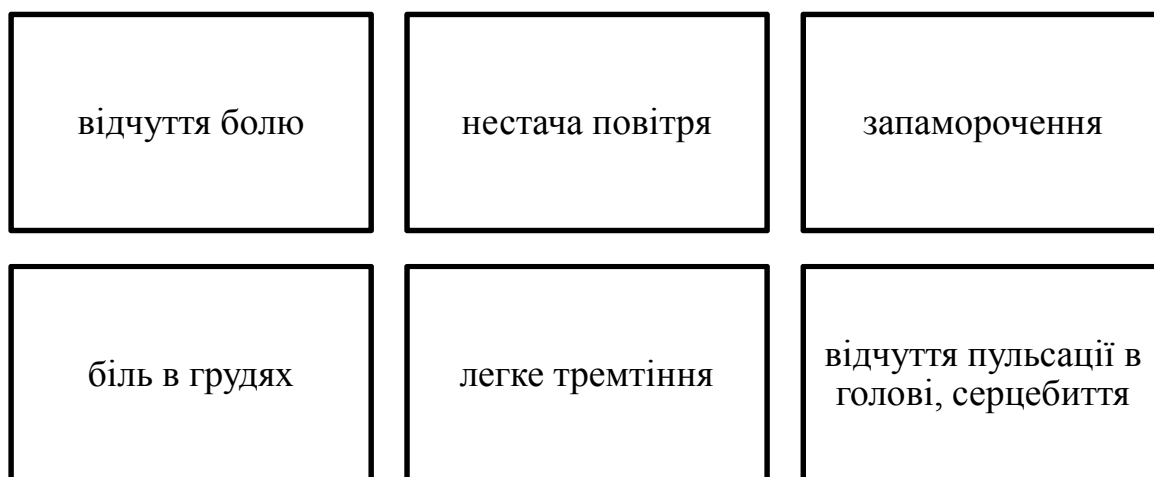 відчуття болю
нестача повітря
запаморочення
біль в грудях
легке тремтіння
відчуття пульсації в
голові, серцебиття